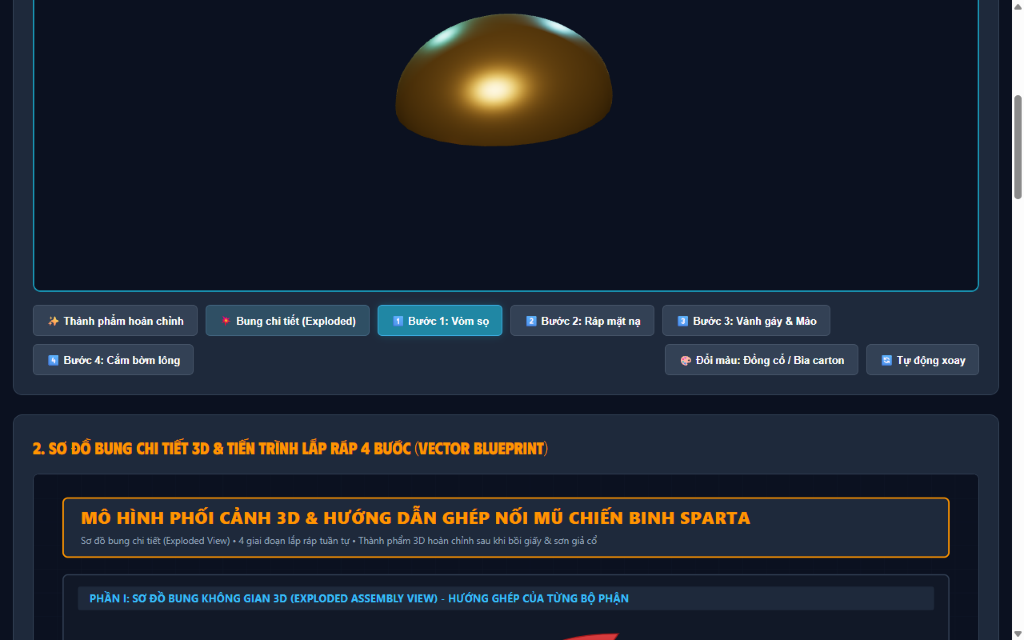 ✨ Thành phẩm hoàn chỉnh
Bung chi tiết (Exploded)
1 Bước 1: Vòm sọ
2 Bước 2: Ráp mặt nạ
3 Bước 3: Vành gáy & Mào
4 Bước 4: Cắm bờm lông
Đổi màu: Đồng cổ / Bìa carton
Tự động xoay
2. SƠ ĐỒ BUNG CHI TIẾT 3D & TIẾN TRÌNH LẮP RÁP 4 BƯỚC (VECTOR BLUEPRINT)
MÔ HÌNH PHỐI CẢNH 3D & HƯỚNG DẪN GHÉP NỐI MŨ CHIẾN BINH SPARTA
Sơ đồ bung chi tiết (Exploded View) • 4 giai đoạn lắp ráp tuần tự • Thành phẩm 3D hoàn chỉnh sau khi bồi giấy & sơn giả cổ
PHẦN I: SƠ ĐỒ BUNG KHÔNG GIAN 3D (EXPLODED ASSEMBLY VIEW) - HƯỚNG GHÉP CỦA TỪNG BỘ PHẬN